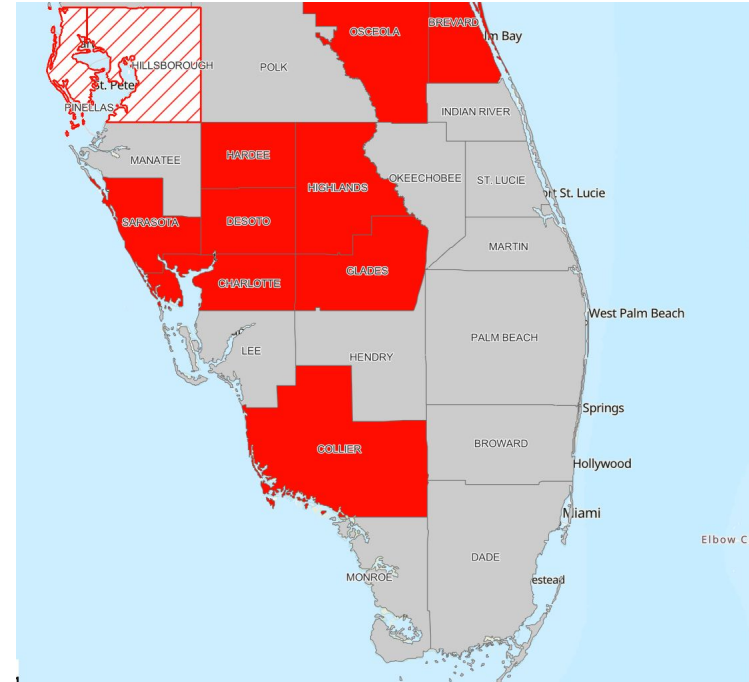 OSCEOLA
BREVARD
lm Bay
HILLSBOROUGH
POLK
St. Pete
PINELLAS
INDIAN RIVER
MANATEE
HARDEE
HIGHLANDS
OKEECHOBEE
ST. LUCIE
rt St. Lucie
SARASOTA
DESOTO
MARTIN
GLADES
CHARLOTTE
West Palm Beach
PALM BEACH
LEE
HENDRY
Springs
COLLIER
BROWARD
Hollywood
Miami
Elbow C
DADE
MONROE
estead